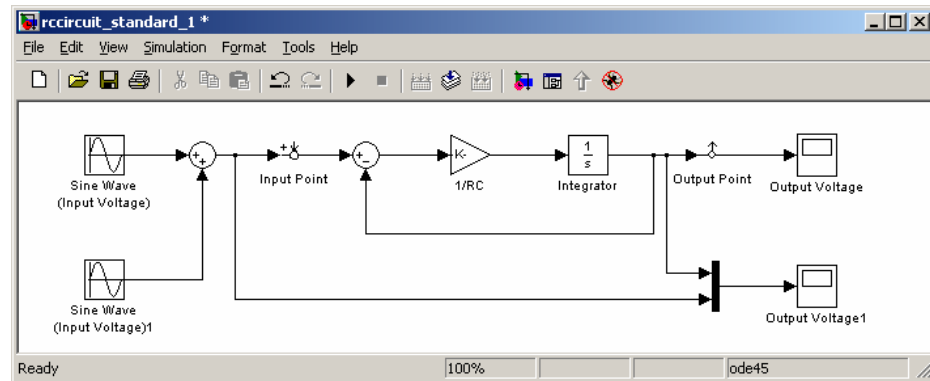 rccircuit_standard_1 *
File Edit View Simulation Format Tools Help
Sine Wave
(Input Voltage)
+
+
+
Input Point
+
−
K-
1/RC
1
s
Integrator
Output Point
Output Voltage
Sine Wave
(Input Voltage)1
Output Voltage1
Ready 100% ode45